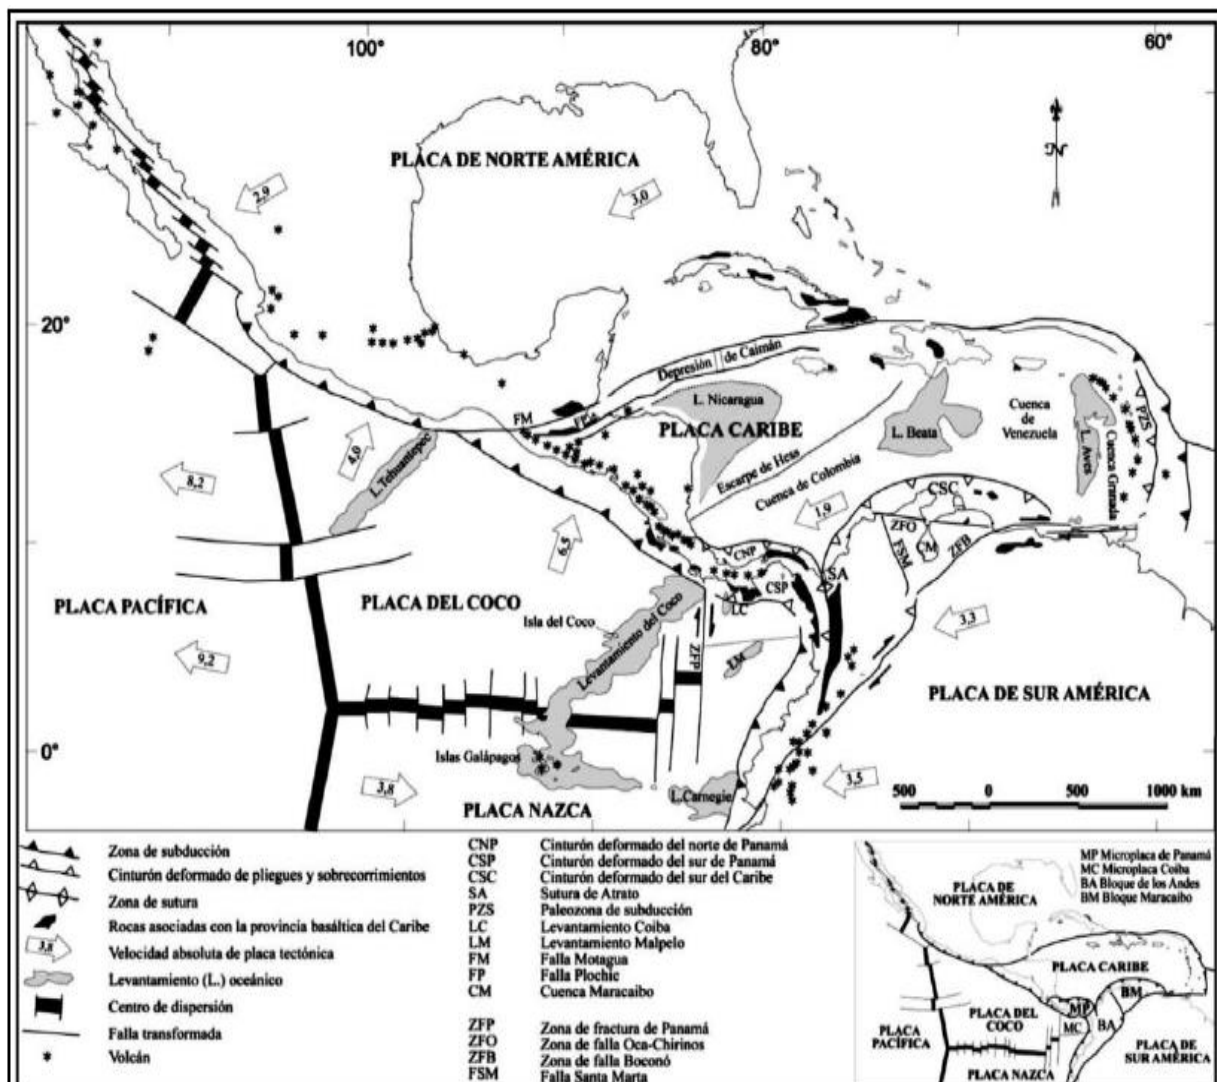 100°
80°
60°
PLACA DE NORTE AMÉRICA
N
2,9
3,0
20°
Depresión de Caimán
L. Nicaragua
FM
FP
PLACA CARIBE
L. Beata
Cuenca de Venezuela
L. Aves
Cuenca Granada
PZS
L. Tehuantepec
4,0
Escarpe de Hess
Cuenca de Colombia
8,2
CSC
1,9
ZFO
6,5
FSM
CM
ZFB
CNP
SA
CSP
PLACA PACÍFICA
PLACA DEL COCO
LC
Isla del Coco
Levantamiento del Coco
3,3
9,2
ZFP
LM
PLACA DE SUR AMÉRICA
0°
Islas Galápagos
3,8
L.Carnegie
3,5
PLACA NAZCA
500 0 500 1000 km
Zona de subducción
Cinturón deformado de pliegues y sobrecorrimientos
Zona de sutura
Rocas asociadas con la provincia basáltica del Caribe
3,8 Velocidad absoluta de placa tectónica
Levantamiento (L.) oceánico
Centro de dispersión
Falla transformada
Volcán
CNP Cinturón deformado del norte de Panamá
CSP Cinturón deformado del sur de Panamá
CSC Cinturón deformado del sur del Caribe
SA Sutura de Atrato
PZS Paleozona de subducción
LC Levantamiento Coiba
LM Levantamiento Malpelo
FM Falla Motagua
FP Falla Plochic
CM Cuenca Maracaibo
ZFP Zona de fractura de Panamá
ZFO Zona de falla Oca-Chirinos
ZFB Zona de falla Boconó
FSM Falla Santa Marta
MP Microplaca de Panamá
MC Microplaca Coiba
BA Bloque de los Andes
BM Bloque Maracaibo
PLACA DE
NORTE AMÉRICA
PLACA CARIBE
BM
MP
PLACA DEL
COCO
MC
BA
PLACA
PACÍFICA
PLACA DE
SUR AMÉRICA
PLACA NAZCA